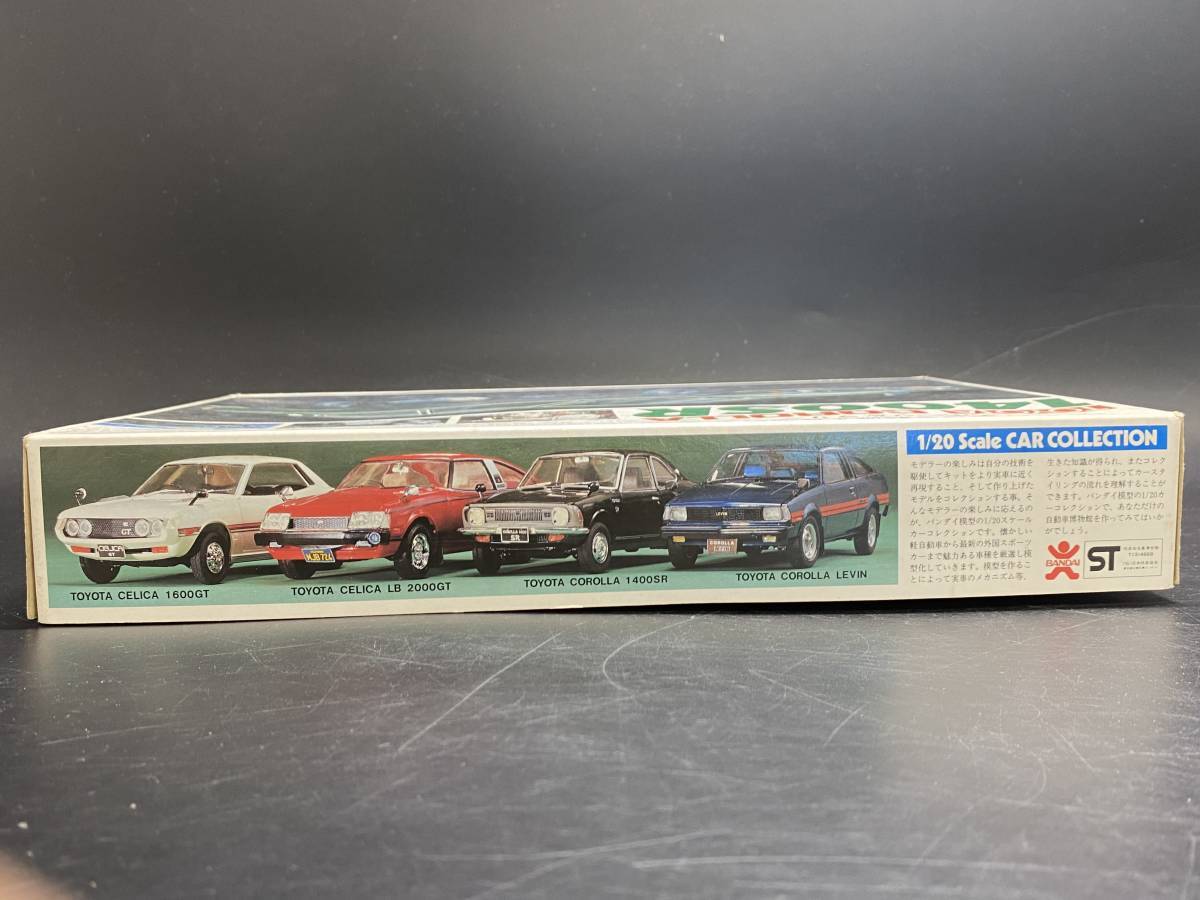 1400SR
1/20 Scale CAR COLLECTION
モデラーの楽しみは自分の技術を
駆使してキットをより実車に近く
再現すること、そして作り上げた
モデルをコレクションする事。そ
んなモデラーの楽しみに応えるの
が、バンダイ模型の1/20スケール
カーコレクションです。懐かしい
軽自動車から最新の外国スポーツ
カーまで魅力ある車種を厳選し模
型化していきます。模型を作るこ
とによって実車のメカニズム等、
生きた知識が得られ、またコレク
ションすることによってカースタ
イリングの流れを理解することが
できます。バンダイ模型の1/20カ
ーコレクションで、あなただけの
自動車博物館を作ってみてはいか
がでしょう。
BANDAI
ST
GT
CELICA
SR
LEVIN
COROLLA
TOYOTA CELICA 1600GT
TOYOTA CELICA LB 2000GT
TOYOTA COROLLA 1400SR
TOYOTA COROLLA LEVIN